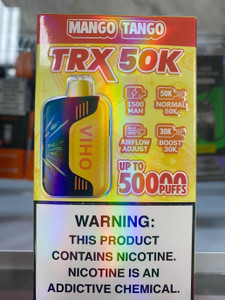 MANGO TANGO
TRX 50K
1500
MAH
50K
NORMAL
50K
AIRFLOW
ADJUST
30K
BOOST
30K
VIHO
UP TO
50000
PUFFS
WARNING:
THIS PRODUCT
CONTAINS NICOTINE.
NICOTINE IS AN
ADDICTIVE CHEMICAL.